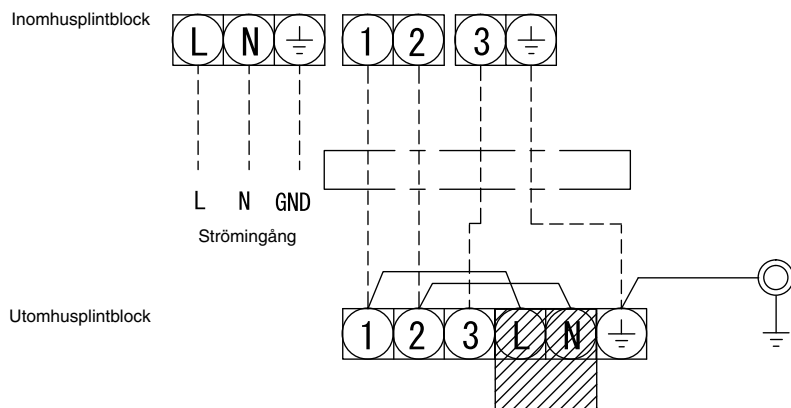 Inomhusplintblock
L N 1 2 3
L N GND
Strömingång
Utomhusplintblock
1 2 3 L N